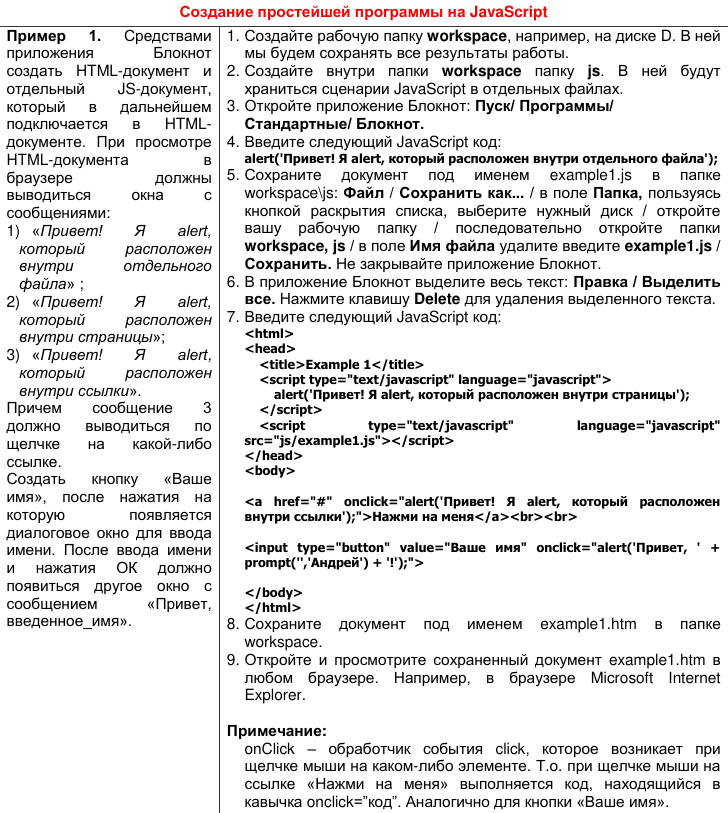 Создание простейшей программы на JavaScript
Пример 1. Средствами
приложения Блокнот
создать HTML-документ и
отдельный JS-документ,
который в дальнейшем
подключается в HTML-
документе. При просмотре
HTML-документа в
браузере должны
выводиться окна с
сообщениями:
1) «Привет! Я alert,
который расположен
внутри отдельного
файла» ;
2) «Привет! Я alert,
который расположен
внутри страницы»;
3) «Привет! Я alert,
который расположен
внутри ссылки».
Причем сообщение 3
должно выводиться по
щелчке на какой-либо
ссылке.
Создать кнопку «Ваше
имя», после нажатия на
которую появляется
диалоговое окно для ввода
имени. После ввода имени
и нажатия ОК должно
появиться другое окно с
сообщением «Привет,
введенное_имя».
1. Создайте рабочую папку workspace, например, на диске D. В ней
мы будем сохранять все результаты работы.
2. Создайте внутри папки workspace папку js. В ней будут
храниться сценарии JavaScript в отдельных файлах.
3. Откройте приложение Блокнот: Пуск/ Программы/
Стандартные/ Блокнот.
4. Введите следующий JavaScript код:
alert('Привет! Я alert, который расположен внутри отдельного файла');
5. Сохраните документ под именем example1.js в папке
workspace\js: Файл / Сохранить как... / в поле Папка, пользуясь
кнопкой раскрытия списка, выберите нужный диск / откройте
вашу рабочую папку / последовательно откройте папки
workspace, js / в поле Имя файла удалите введите example1.js /
Сохранить. Не закрывайте приложение Блокнот.
6. В приложение Блокнот выделите весь текст: Правка / Выделить
все. Нажмите клавишу Delete для удаления выделенного текста.
7. Введите следующий JavaScript код:
<html>
<head>
<title>Example 1</title>
<script type="text/javascript" language="javascript">
alert('Привет! Я alert, который расположен внутри страницы');
</script>
<script type="text/javascript" language="javascript"
src="js/example1.js"></script>
</head>
<body>
<a href="#" onclick="alert('Привет! Я alert, который расположен
внутри ссылки');">Нажми на меня</a><br><br>
<input type="button" value="Ваше имя" onclick="alert('Привет, ' +
prompt('','Андрей') + '!');">
</body>
</html>
8. Сохраните документ под именем example1.htm в папке
workspace.
9. Откройте и просмотрите сохраненный документ example1.htm в
любом браузере. Например, в браузере Microsoft Internet
Explorer.
Примечание:
onClick – обработчик события click, которое возникает при
щелчке мыши на каком-либо элементе. Т.о. при щелчке мыши на
ссылке «Нажми на меня» выполняется код, находящийся в
кавычка onclick=”код”. Аналогично для кнопки «Ваше имя».